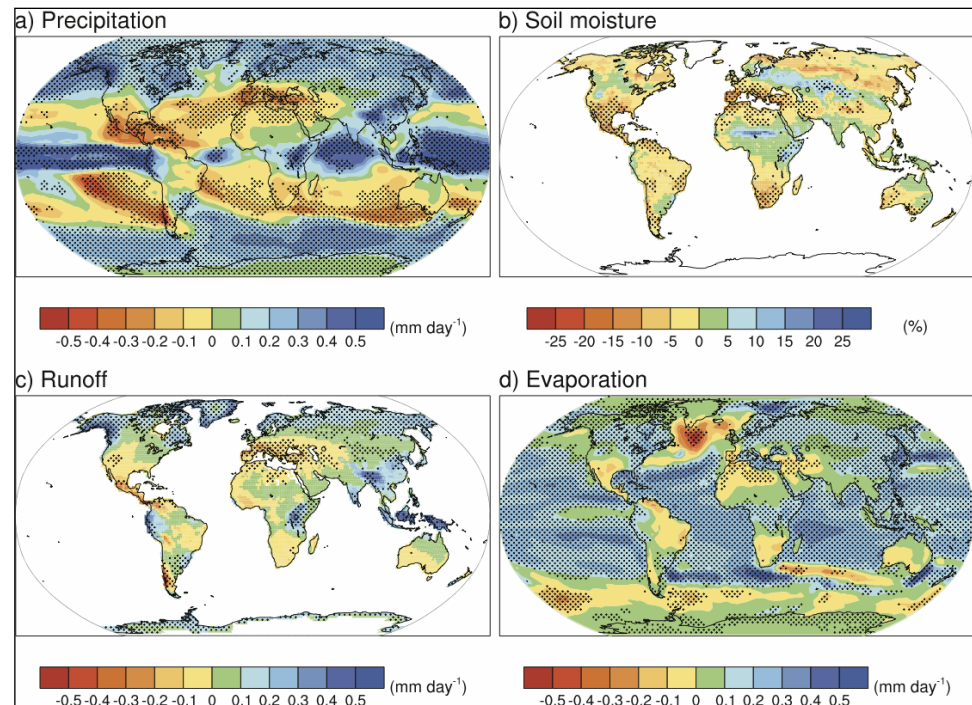 a) Precipitation
b) Soil moisture
-0.5 -0.4 -0.3 -0.2 -0.1 0 0.1 0.2 0.3 0.4 0.5 (mm day-1)
-25 -20 -15 -10 -5 0 5 10 15 20 25 (%)
c) Runoff
d) Evaporation
-0.5 -0.4 -0.3 -0.2 -0.1 0 0.1 0.2 0.3 0.4 0.5 (mm day-1)
-0.5 -0.4 -0.3 -0.2 -0.1 0 0.1 0.2 0.3 0.4 0.5 (mm day-1)